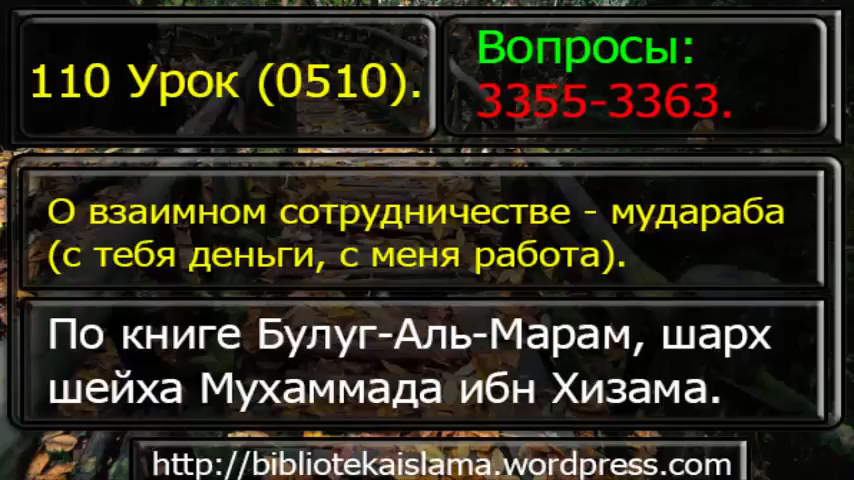 110 Урок (0510).
Вопросы:
3355-3363.
О взаимном сотрудничестве - мудараба
(с тебя деньги, с меня работа).
По книге Булуг-Аль-Марам, шарх
шейха Мухаммада ибн Хизама.
http://bibliotekaislama.wordpress.com